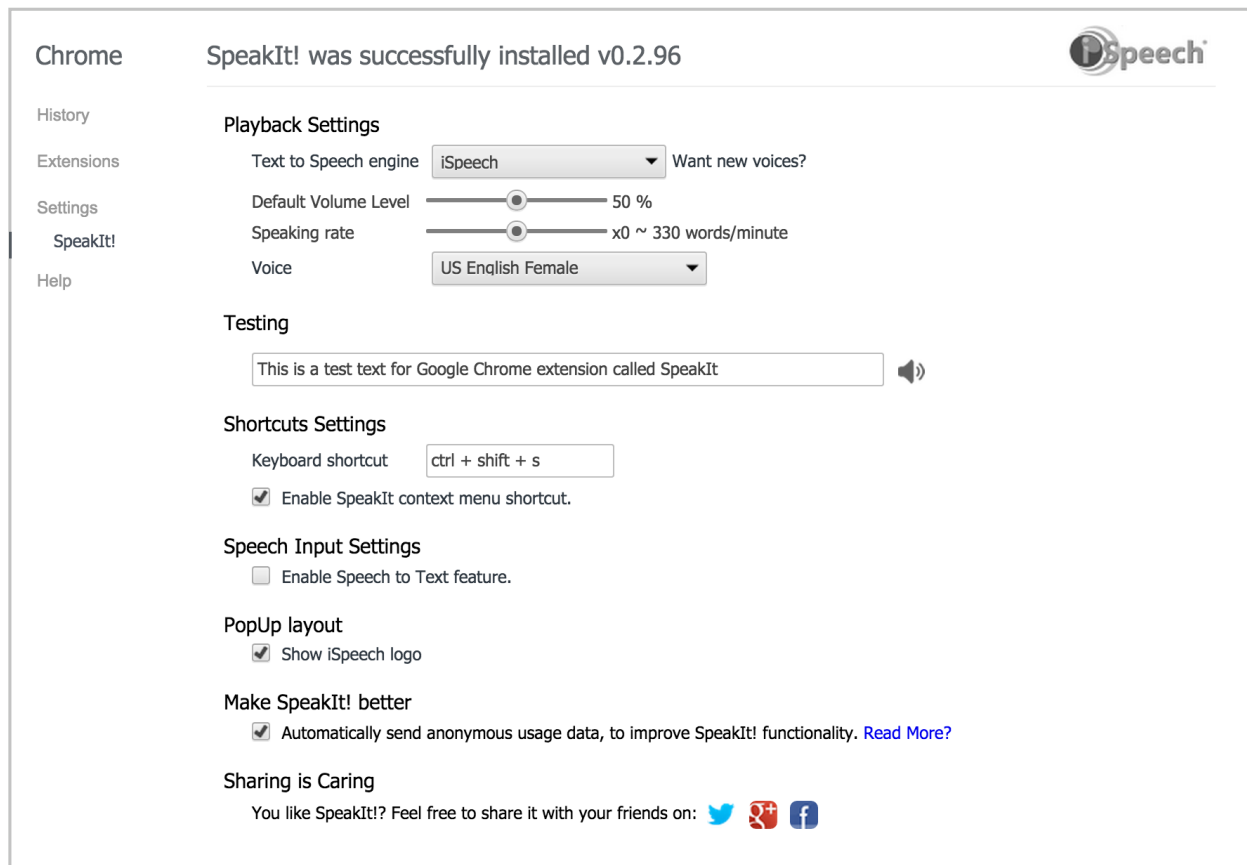 Chrome
SpeakIt! was successfully installed v0.2.96
iSpeech
History
Extensions
Settings
SpeakIt!
Help
Playback Settings
Text to Speech engine iSpeech Want new voices?
Default Volume Level 50 %
Speaking rate x0 ~ 330 words/minute
Voice US English Female
Testing
This is a test text for Google Chrome extension called SpeakIt
Shortcuts Settings
Keyboard shortcut ctrl + shift + s
Enable SpeakIt context menu shortcut.
Speech Input Settings
Enable Speech to Text feature.
PopUp layout
Show iSpeech logo
Make SpeakIt! better
Automatically send anonymous usage data, to improve SpeakIt! functionality. Read More?
Sharing is Caring
You like SpeakIt!? Feel free to share it with your friends on: g+ f